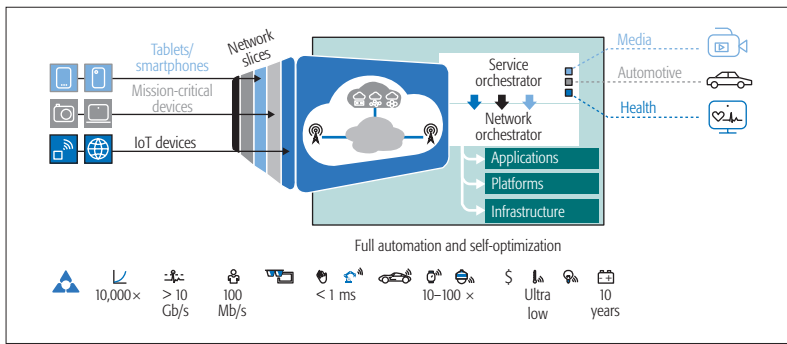 Tablets/
smartphones
Mission-critical
devices
IoT devices
Network
slices
Service
orchestrator
Network
orchestrator
Applications
Platforms
Infrastructure
Media
Automotive
Health
Full automation and self-optimization
10,000×
> 10
Gb/s
100
Mb/s
< 1 ms
10–100 ×
$
Ultra
low
10
years